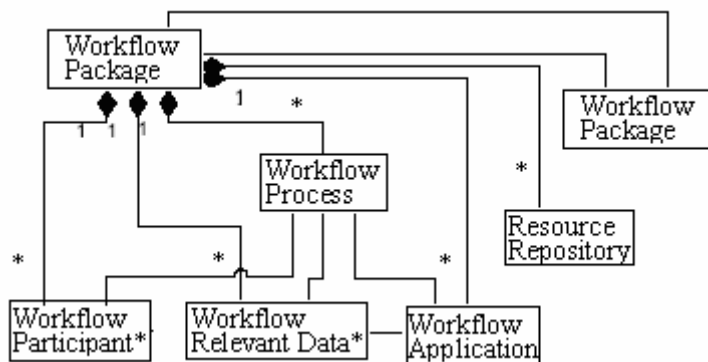 Workflow
Package
Workflow
Package
1
*
1
1
1
Workflow
Process
*
Resource
Repository
*
*
*
Workflow
Participant*
Workflow
Relevant Data*
Workflow
Application